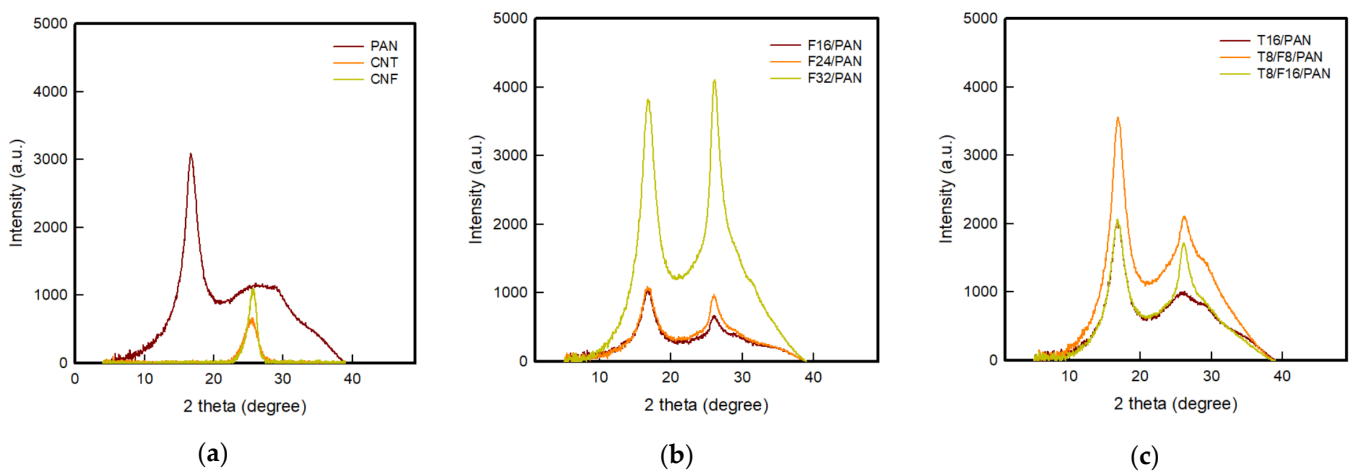 5000
4000
3000
2000
1000
0
Intensity (a.u.)
PAN
CNT
CNF
0
10
20
30
40
2 theta (degree)
(a)
5000
4000
3000
2000
1000
0
Intensity (a.u.)
F16/PAN
F24/PAN
F32/PAN
10
20
30
40
2 theta (degree)
(b)
5000
4000
3000
2000
1000
0
Intensity (a.u.)
T16/PAN
T8/F8/PAN
T8/F16/PAN
10
20
30
40
2 theta (degree)
(c)